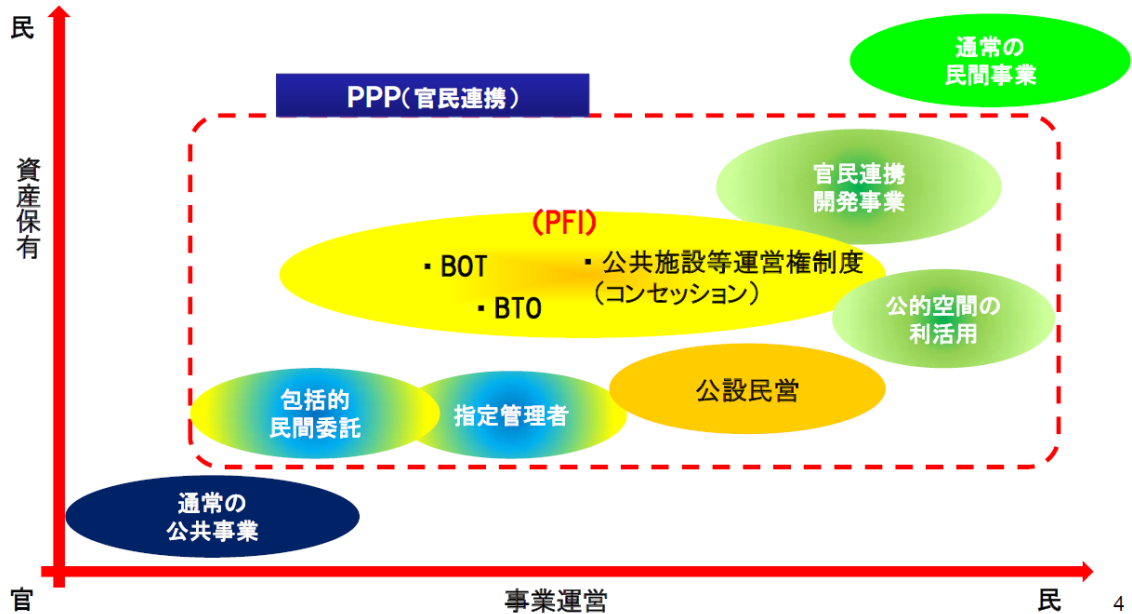 民
通常の
民間事業
PPP(官民連携)
資産保有
官民連携
開発事業
(PFI)
・BOT
・公共施設等運営権制度
(コンセッション)
・BTO
公的空間の
利活用
公設民営
包括的
民間委託
指定管理者
通常の
公共事業
官
事業運営
民
4